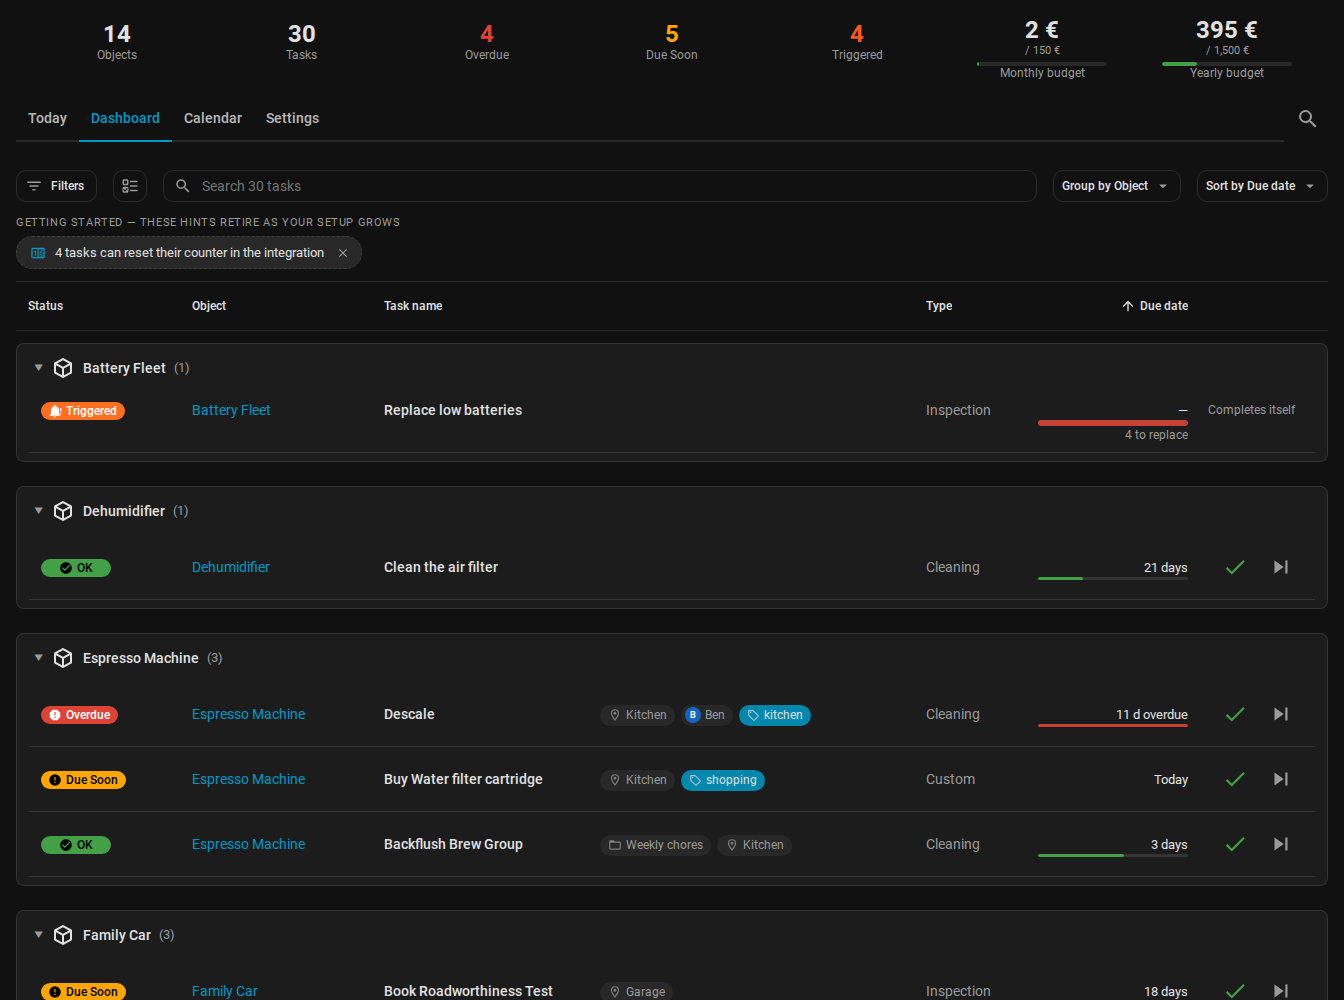 14 30 4 5 4 2 € 395 €
Objects Tasks Overdue Due Soon Triggered / 150 € / 1,500 €
Monthly budget Yearly budget
Today Dashboard Calendar Settings
Filters Search 30 tasks Group by Object Sort by Due date
GETTING STARTED — THESE HINTS RETIRE AS YOUR SETUP GROWS
4 tasks can reset their counter in the integration
Status Object Task name Type Due date
Battery Fleet (1)
Triggered Battery Fleet Replace low batteries Inspection — Completes itself
4 to replace
Dehumidifier (1)
OK Dehumidifier Clean the air filter Cleaning 21 days
Espresso Machine (3)
Overdue Espresso Machine Descale Kitchen B Ben kitchen Cleaning 11 d overdue
Due Soon Espresso Machine Buy Water filter cartridge Kitchen shopping Custom Today
OK Espresso Machine Backflush Brew Group Weekly chores Kitchen Cleaning 3 days
Family Car (3)
Due Soon Family Car Book Roadworthiness Test Garage Inspection 18 days